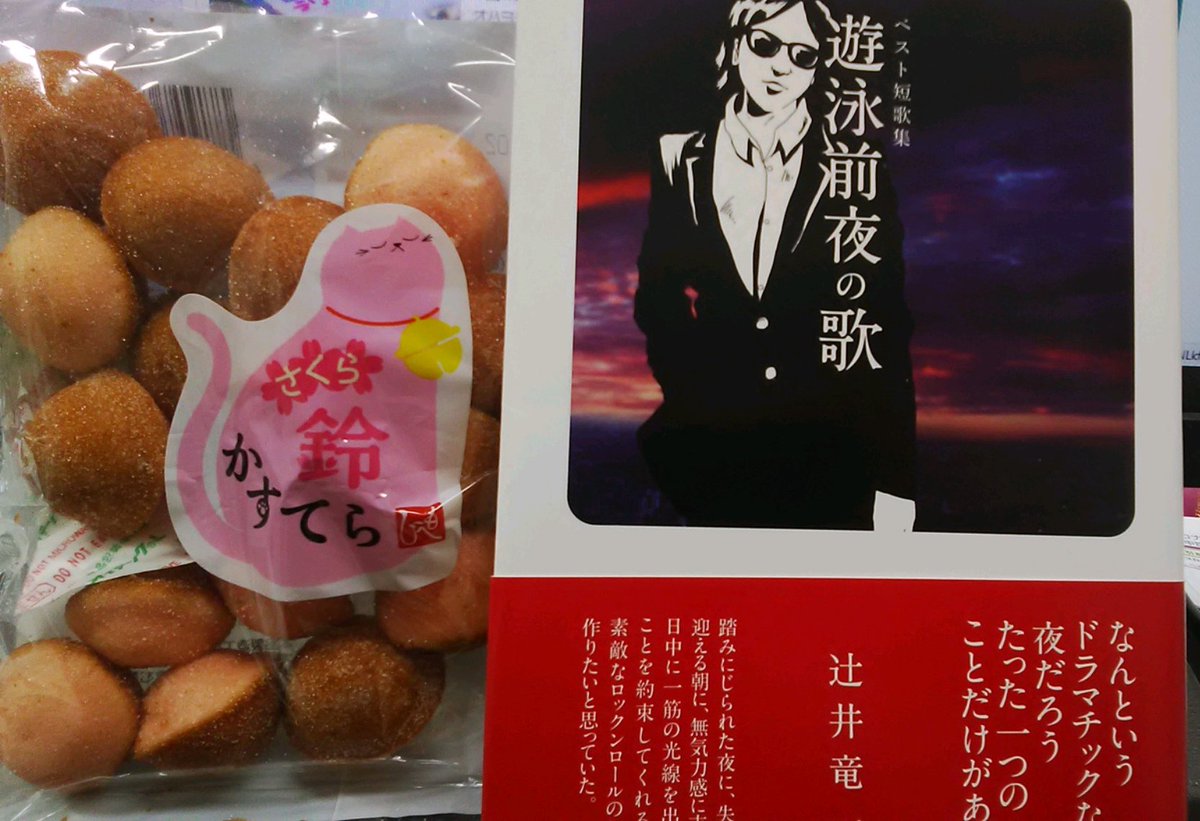 さくら
鈴
かすてら
DO NOT
ベスト短歌集
遊泳前夜の歌
なんという
ドラマチックな
夜だろう
たった一つの
ことだけがあ
辻井竜
踏みにじられた夜に、失
迎える朝に、無気力感に
日中に一筋の光線を出
ことを約束してくれる
素敵なロックンロールの
作りたいと思っていた。